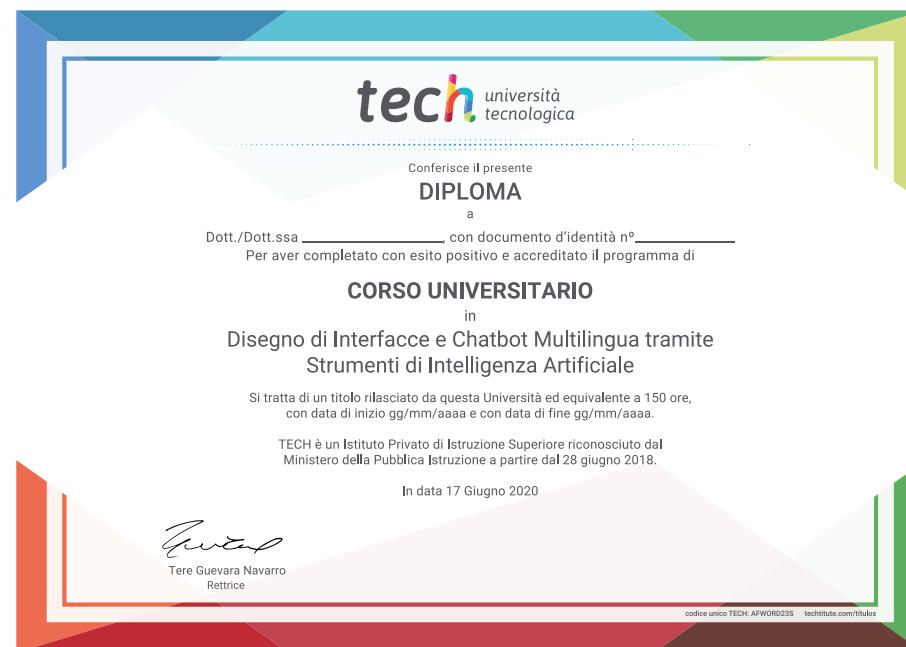 tech università
tecnologica
Conferisce il presente
DIPLOMA
a
Dott./Dott.ssa ____________________, con documento d'identità nº______________
Per aver completato con esito positivo e accreditato il programma di
CORSO UNIVERSITARIO
in
Disegno di Interfacce e Chatbot Multilingua tramite
Strumenti di Intelligenza Artificiale
Si tratta di un titolo rilasciato da questa Università ed equivalente a 150 ore,
con data di inizio gg/mm/aaaa e con data di fine gg/mm/aaaa.
TECH è un Istituto Privato di Istruzione Superiore riconosciuto dal
Ministero della Pubblica Istruzione a partire dal 28 giugno 2018.
In data 17 Giugno 2020
Tere Guevara Navarro
Rettrice
codice unico TECH: AFWORD23S techtitute.com/titulos